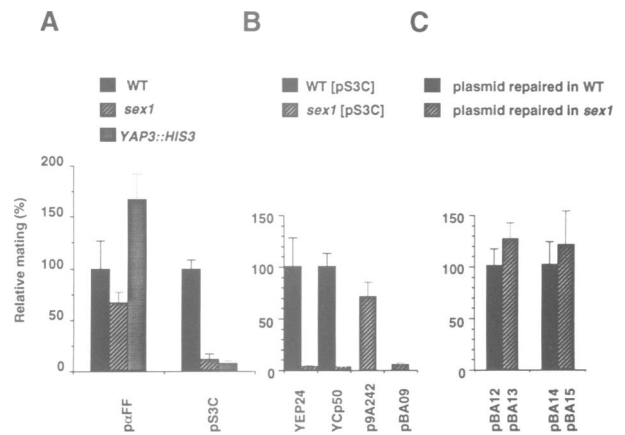 A
B
C
WT
sex1
YAP3::HIS3
WT [pS3C]
sex1 [pS3C]
plasmid repaired in WT
plasmid repaired in sex1
Relative mating (%)
200
150
100
50
0
pαFF
pS3C
150
100
50
0
YEP24
YCp50
p9A242
pBA09
150
100
50
0
pBA12
pBA13
pBA14
pBA15